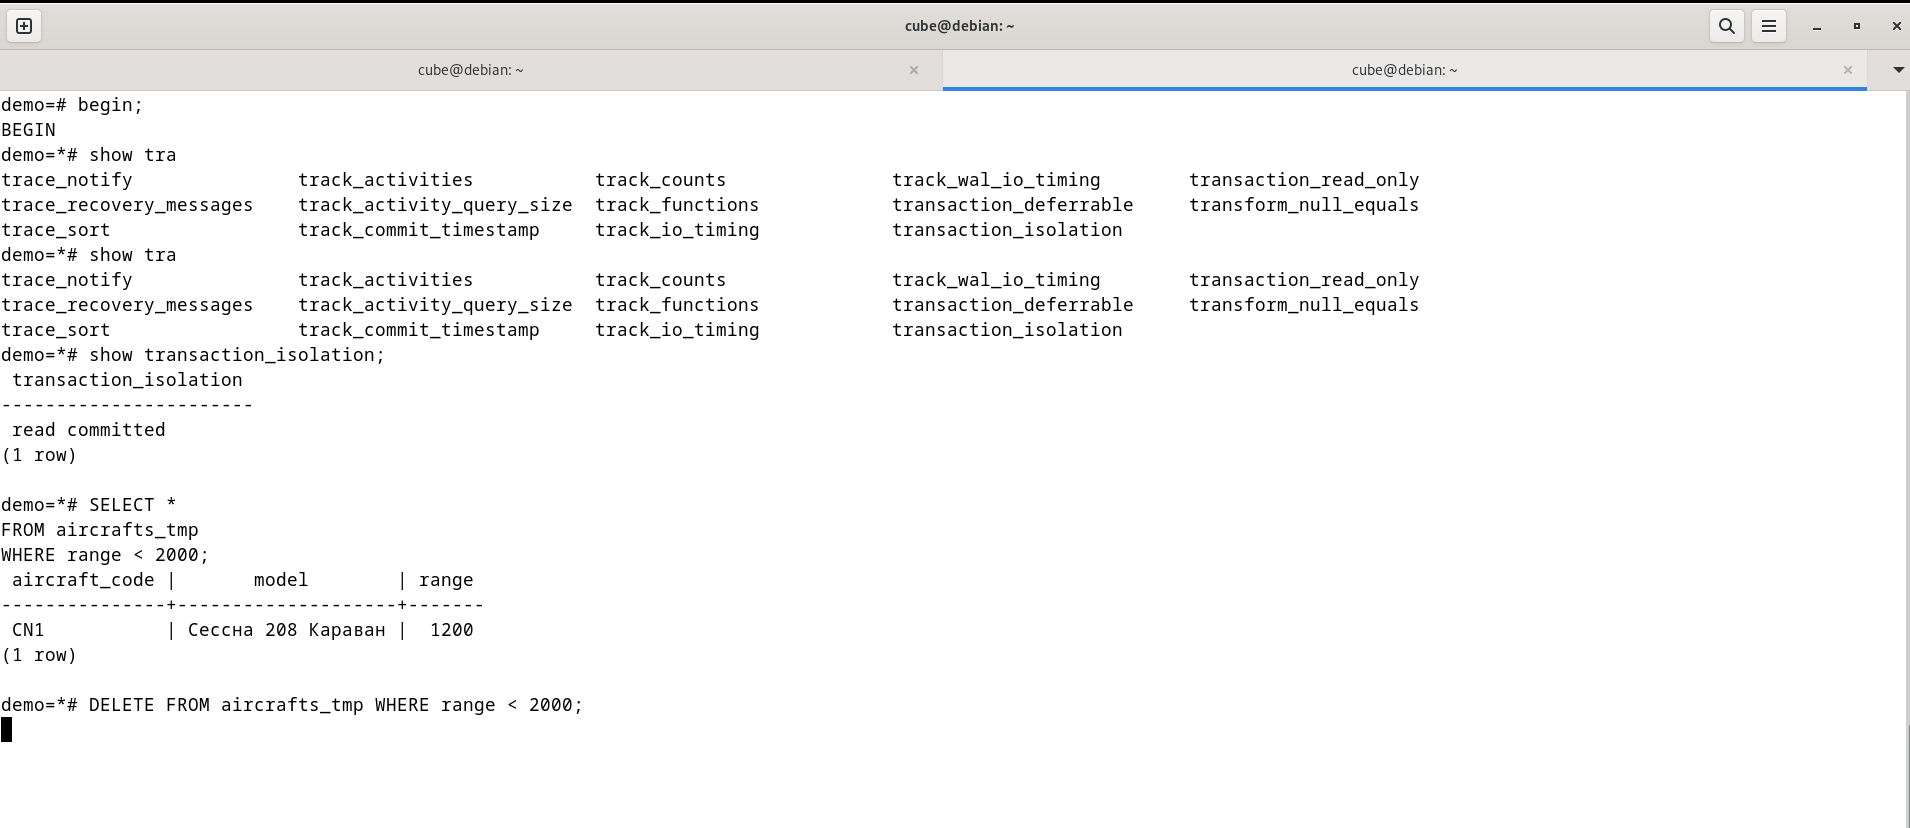 cube@debian: ~
cube@debian: ~ cube@debian: ~
demo=# begin;
BEGIN
demo=*# show tra
trace_notify               track_activities           track_counts               track_wal_io_timing        transaction_read_only
trace_recovery_messages    track_activity_query_size  track_functions            transaction_deferrable     transform_null_equals
trace_sort                 track_commit_timestamp     track_io_timing            transaction_isolation
demo=*# show tra
trace_notify               track_activities           track_counts               track_wal_io_timing        transaction_read_only
trace_recovery_messages    track_activity_query_size  track_functions            transaction_deferrable     transform_null_equals
trace_sort                 track_commit_timestamp     track_io_timing            transaction_isolation
demo=*# show transaction_isolation;
 transaction_isolation
-----------------------
 read committed
(1 row)

demo=*# SELECT *
FROM aircrafts_tmp
WHERE range < 2000;
 aircraft_code |       model        | range
---------------+--------------------+-------
 CN1           | Сессна 208 Караван |  1200
(1 row)

demo=*# DELETE FROM aircrafts_tmp WHERE range < 2000;